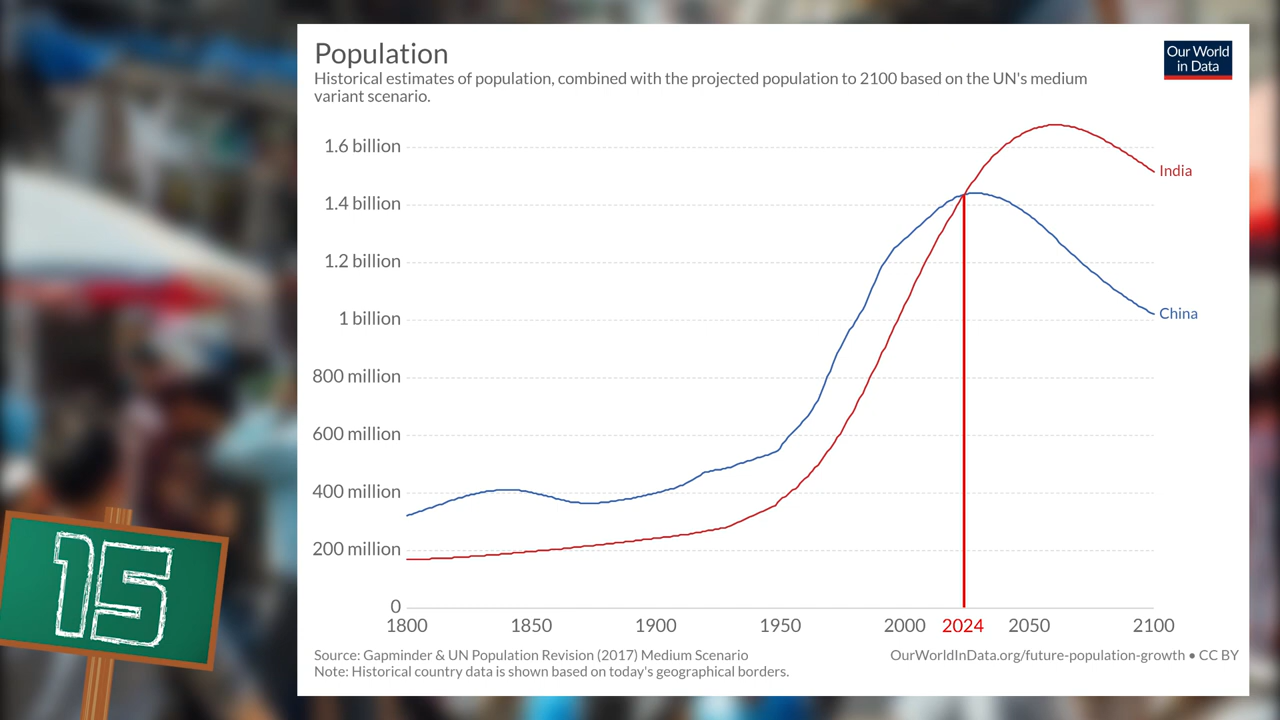 Population
Historical estimates of population, combined with the projected population to 2100 based on the UN's medium
variant scenario.
Our World
in Data
1.6 billion
1.4 billion
1.2 billion
1 billion
800 million
600 million
400 million
200 million
0
India
China
1800
1850
1900
1950
2000
2024
2050
2100
Source: Gapminder & UN Population Revision (2017) Medium Scenario
Note: Historical country data is shown based on today's geographical borders.
OurWorldInData.org/future-population-growth • CC BY
15